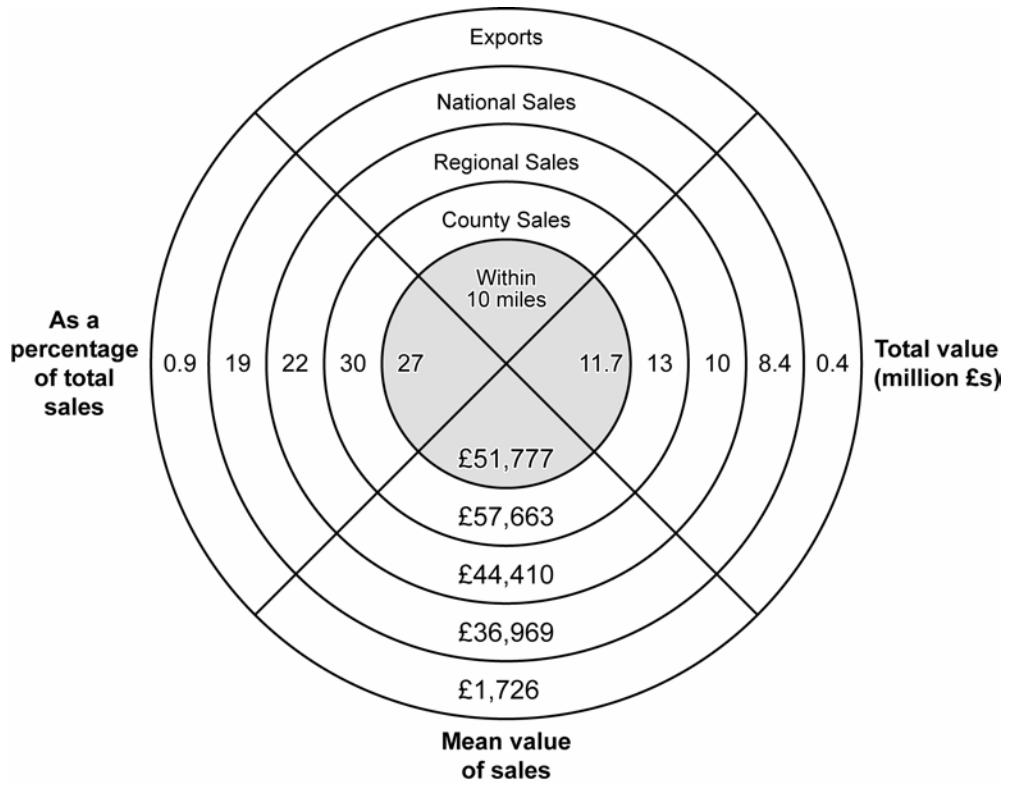 Exports
National Sales
Regional Sales
County Sales
Within
10 miles
As a
percentage
of total
sales
0.9 19 22 30 27
11.7 13 10 8.4 0.4
Total value
(million £s)
£51,777
£57,663
£44,410
£36,969
£1,726
Mean value
of sales